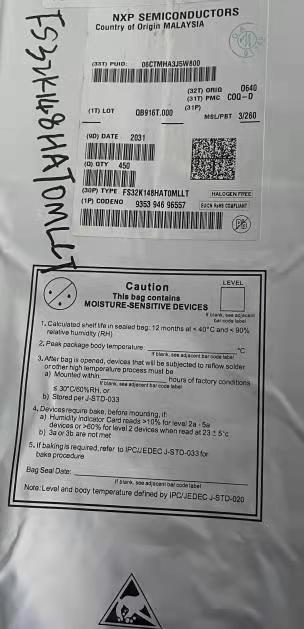 NXP SEMICONDUCTORS
Country of Origin MALAYSIA
(33T) PUID: 06CTMHA3J5W800
(32T) ORIG 0640
(31T) PMC COO-D
(31P)
(1T) LOT QB916T.000
MSL/PBT 3/260
(9D) DATE 2031
(Q) QTY 450
(30P) TYPE FS32K148HAT0MLLT
HALOGEN FREE
(1P) CODENO 9353 946 96557
EU/CN RoHS COMPLIANT
Pb
FS32K148HAT0MLLT
Caution
This bag contains
MOISTURE-SENSITIVE DEVICES
LEVEL
If blank, see adjacent
bar code label
1. Calculated shelf life in sealed bag: 12 months at < 40°C and < 90%
relative humidity (RH)
2. Peak package body temperature: °C
If blank, see adjacent bar code label
3. After bag is opened, devices that will be subjected to reflow solder
or other high temperature process must be
a) Mounted within: hours of factory conditions
If blank, see adjacent bar code label
≤ 30°C/60% RH, or
b) Stored per J-STD-033
4. Devices require bake, before mounting, if:
a) Humidity Indicator Card reads >10% for level 2a - 5a
devices or >60% for level 2 devices when read at 23 ± 5°c
b) 3a or 3b are not met
5. If baking is required, refer to IPC/JEDEC J-STD-033 for
bake procedure
Bag Seal Date:
If blank, see adjacent bar code label
Note: Level and body temperature defined by IPC/JEDEC J-STD-020